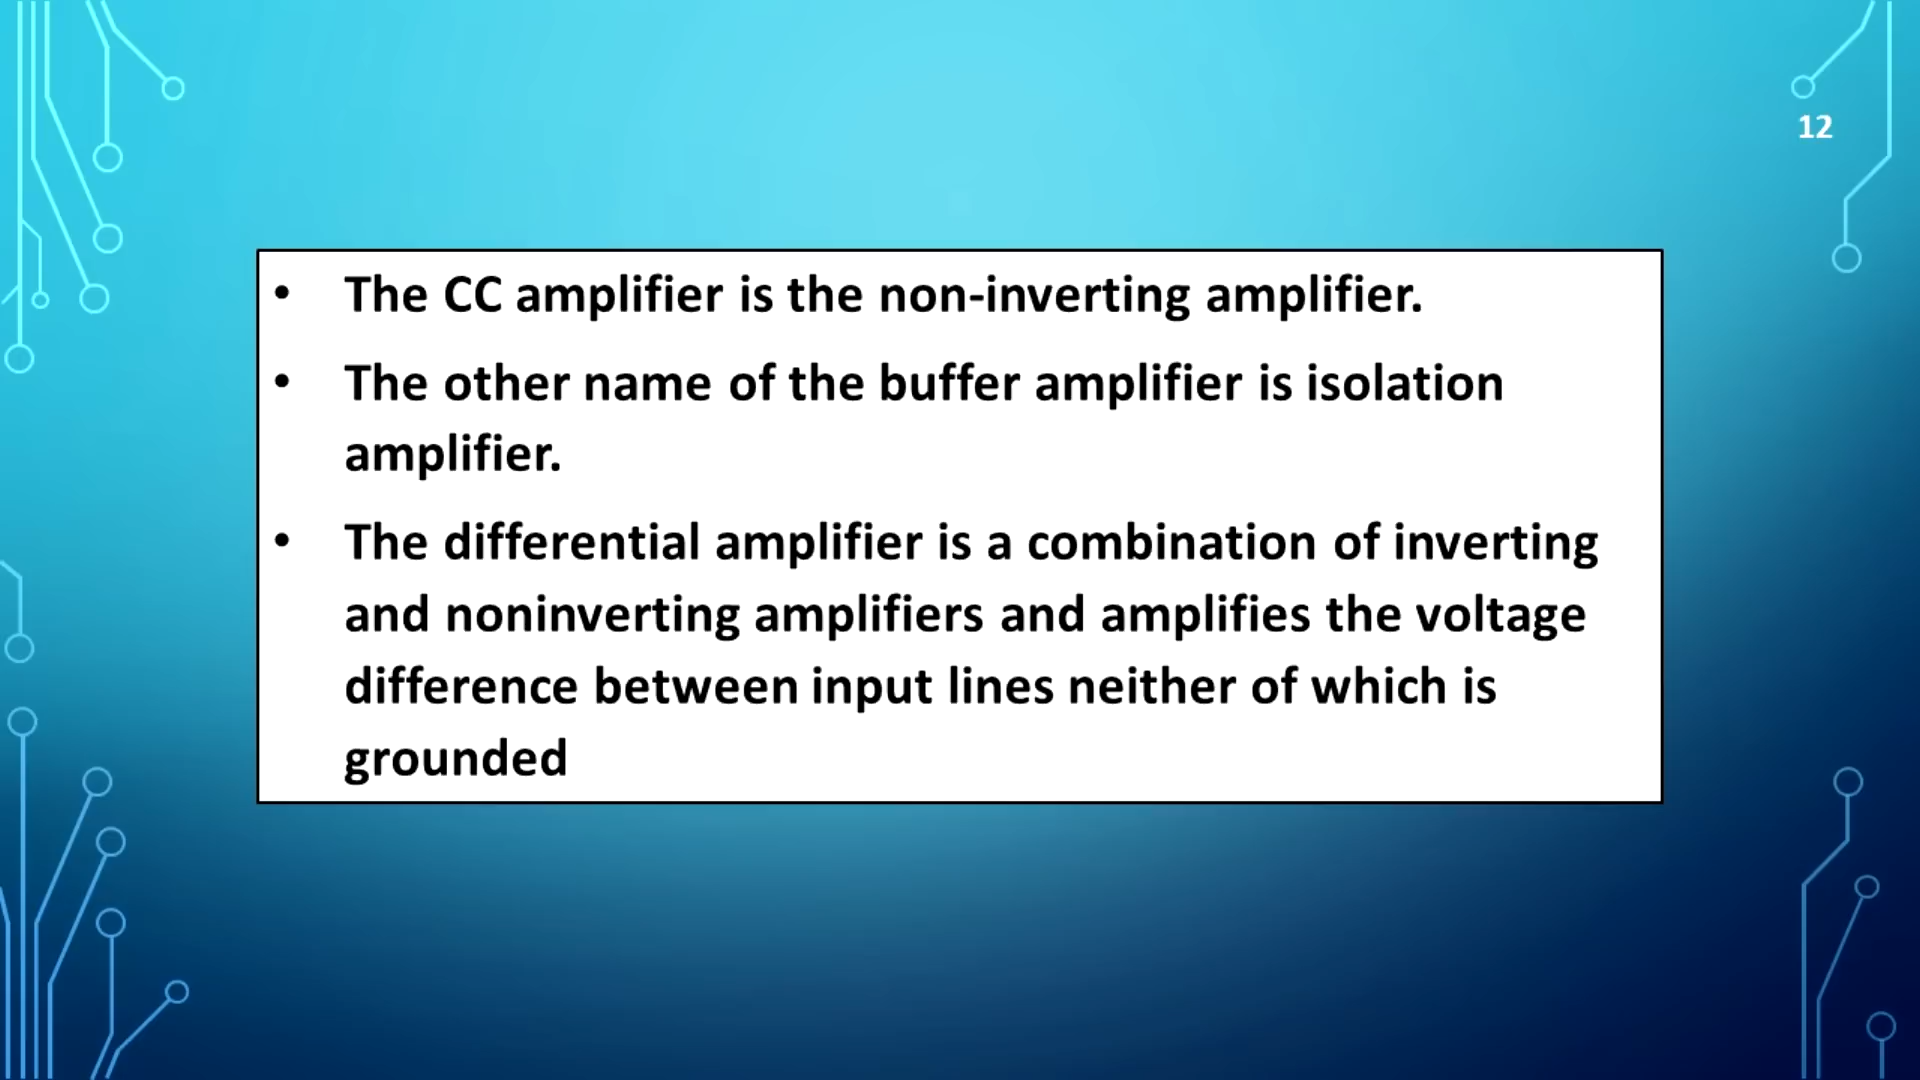 12
• The CC amplifier is the non-inverting amplifier.
• The other name of the buffer amplifier is isolation
amplifier.
• The differential amplifier is a combination of inverting
and noninverting amplifiers and amplifies the voltage
difference between input lines neither of which is
grounded